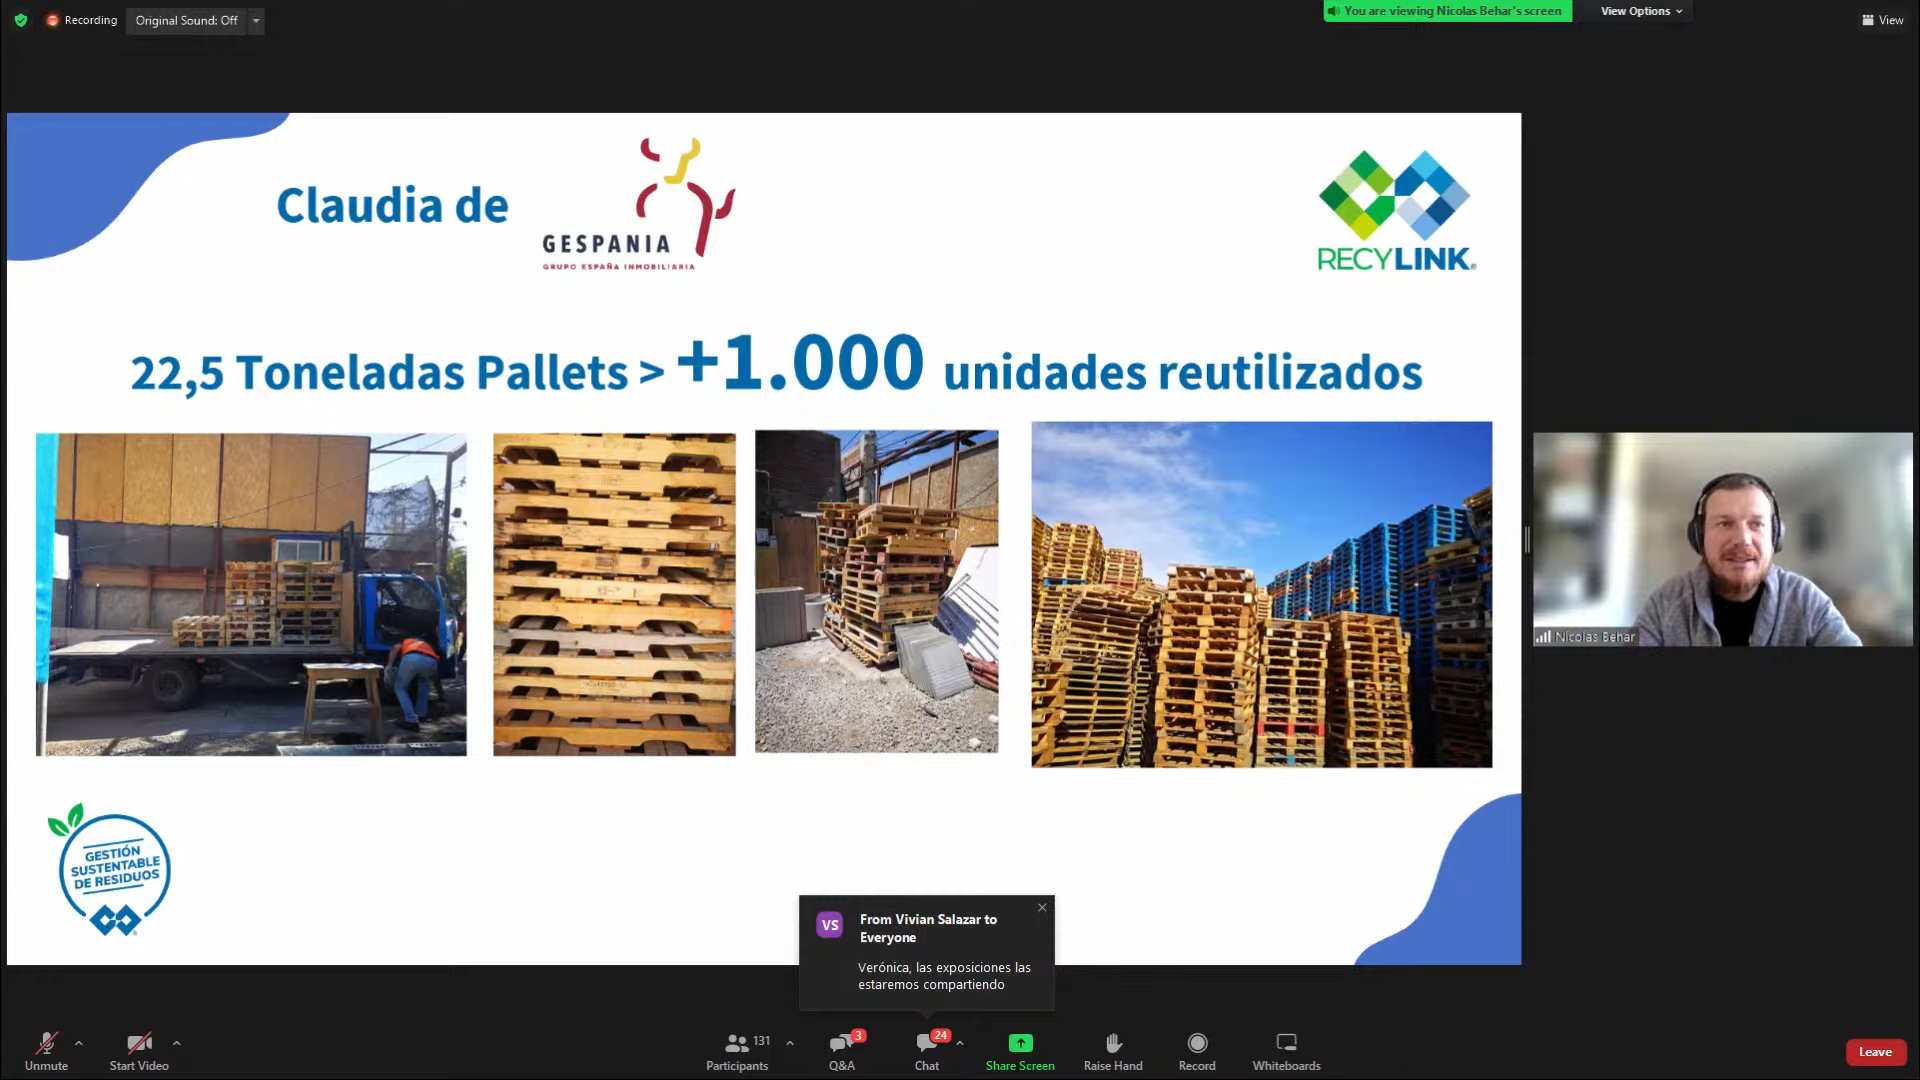 Recording
Original Sound: Off
You are viewing Nicolas Behar's screen
View Options
View
Claudia de
GESPANIA
GRUPO ESPAÑA INMOBILIARIA
RECYLINK
22,5 Toneladas Pallets > +1.000 unidades reutilizados
Nicolas Behar
GESTIÓN
SUSTENTABLE
DE RESIDUOS
VS
From Vivian Salazar to
Everyone
Verónica, las exposiciones las
estaremos compartiendo
Unmute
Start Video
131
Participants
3
Q&A
24
Chat
Share Screen
Raise Hand
Record
Whiteboards
Leave